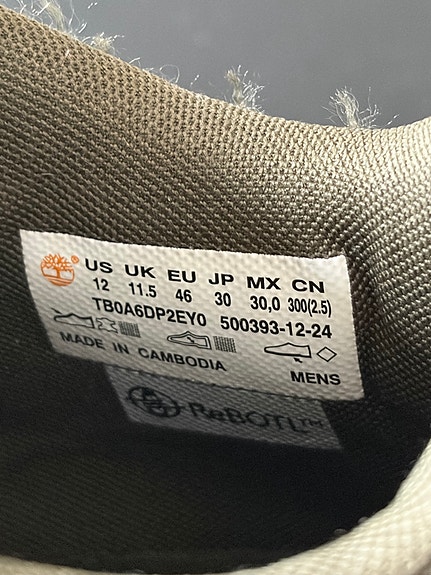 US UK EU JP MX CN
12 11.5 46 30 30,0 300(2.5)
TB0A6DP2EY0 500393-12-24
MADE IN CAMBODIA
MENS
ReBOTL™